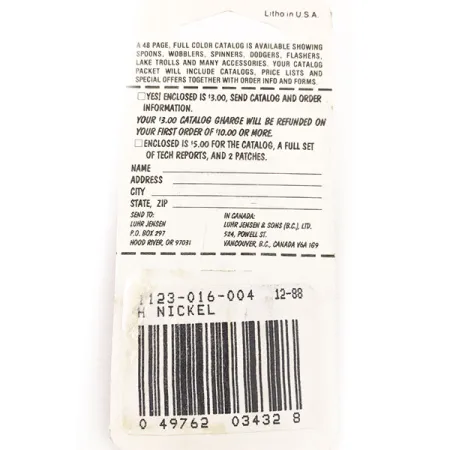 Litho in U.S.A.
A 48 PAGE, FULL COLOR CATALOG IS AVAILABLE SHOWING
SPOONS, WOBBLERS, SPINNERS, DODGERS, FLASHERS,
LAKE TROLLS AND MANY ACCESSORIES. YOUR CATALOG
PACKET WILL INCLUDE CATALOGS, PRICE LISTS AND
SPECIAL OFFERS TOGETHER WITH ORDER INFO AND FORMS.
☐ YES! ENCLOSED IS $3.00, SEND CATALOG AND ORDER
INFORMATION.
YOUR $3.00 CATALOG CHARGE WILL BE REFUNDED ON
YOUR FIRST ORDER OF $10.00 OR MORE.
☐ ENCLOSED IS $5.00 FOR THE CATALOG, A FULL SET
OF TECH REPORTS, AND 2 PATCHES.
NAME
ADDRESS
CITY
STATE, ZIP
SEND TO:
LUHR JENSEN
P.O. BOX 297
HOOD RIVER, OR 97031
IN CANADA:
LUHR JENSEN & SONS (B.C.), LTD.
524, POWELL ST.
VANCOUVER, B.C., CANADA V6A 1G9
1123-016-004 12-88
H NICKEL
0 49762 03432 8